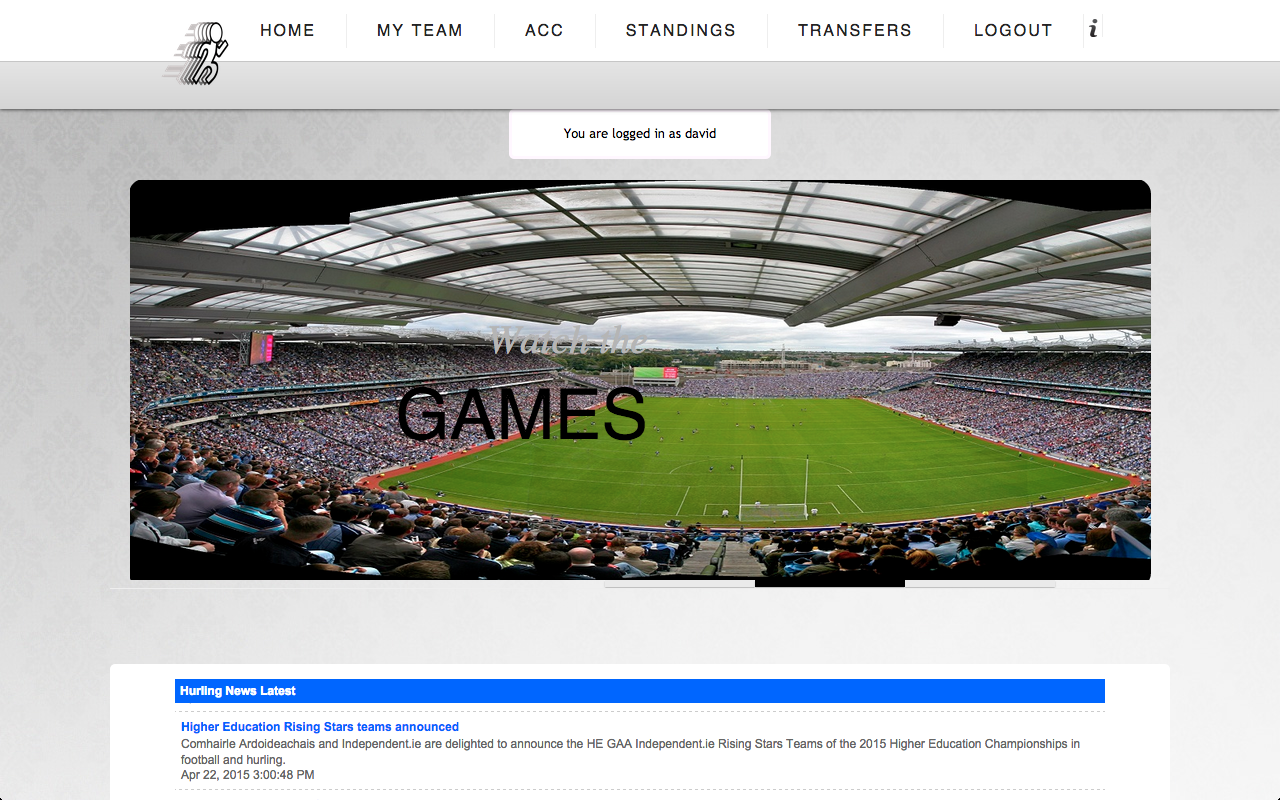 HOME
MY TEAM
ACC
STANDINGS
TRANSFERS
LOGOUT
i
You are logged in as david
Watch the
GAMES
Hurling News Latest
Higher Education Rising Stars teams announced
Comhairle Ardoideachais and Independent.ie are delighted to announce the HE GAA Independent.ie Rising Stars Teams of the 2015 Higher Education Championships in
football and hurling.
Apr 22, 2015 3:00:48 PM